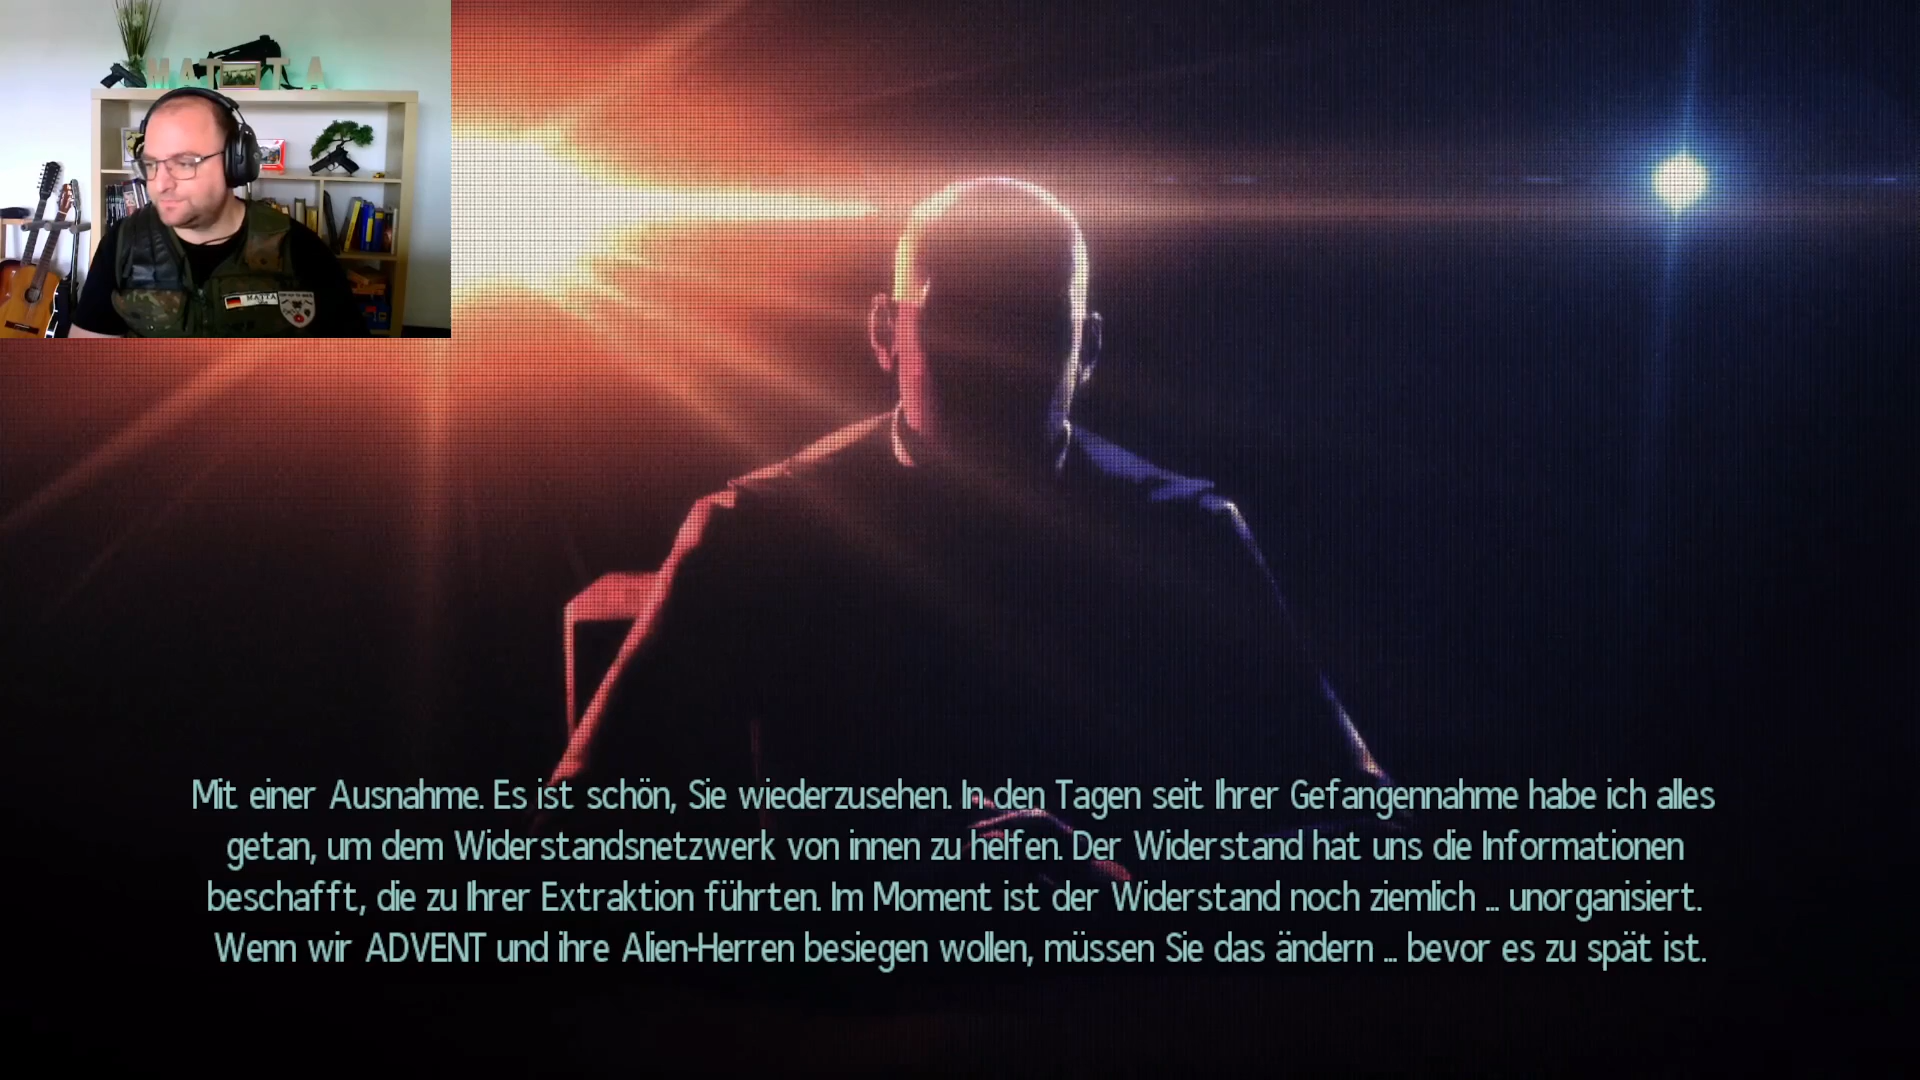 MATTA
MATTA
Mit einer Ausnahme. Es ist schön, Sie wiederzusehen. In den Tagen seit Ihrer Gefangennahme habe ich alles
getan, um dem Widerstandsnetzwerk von innen zu helfen. Der Widerstand hat uns die Informationen
beschafft, die zu Ihrer Extraktion führten. Im Moment ist der Widerstand noch ziemlich ... unorganisiert.
Wenn wir ADVENT und ihre Alien-Herren besiegen wollen, müssen Sie das ändern ... bevor es zu spät ist.